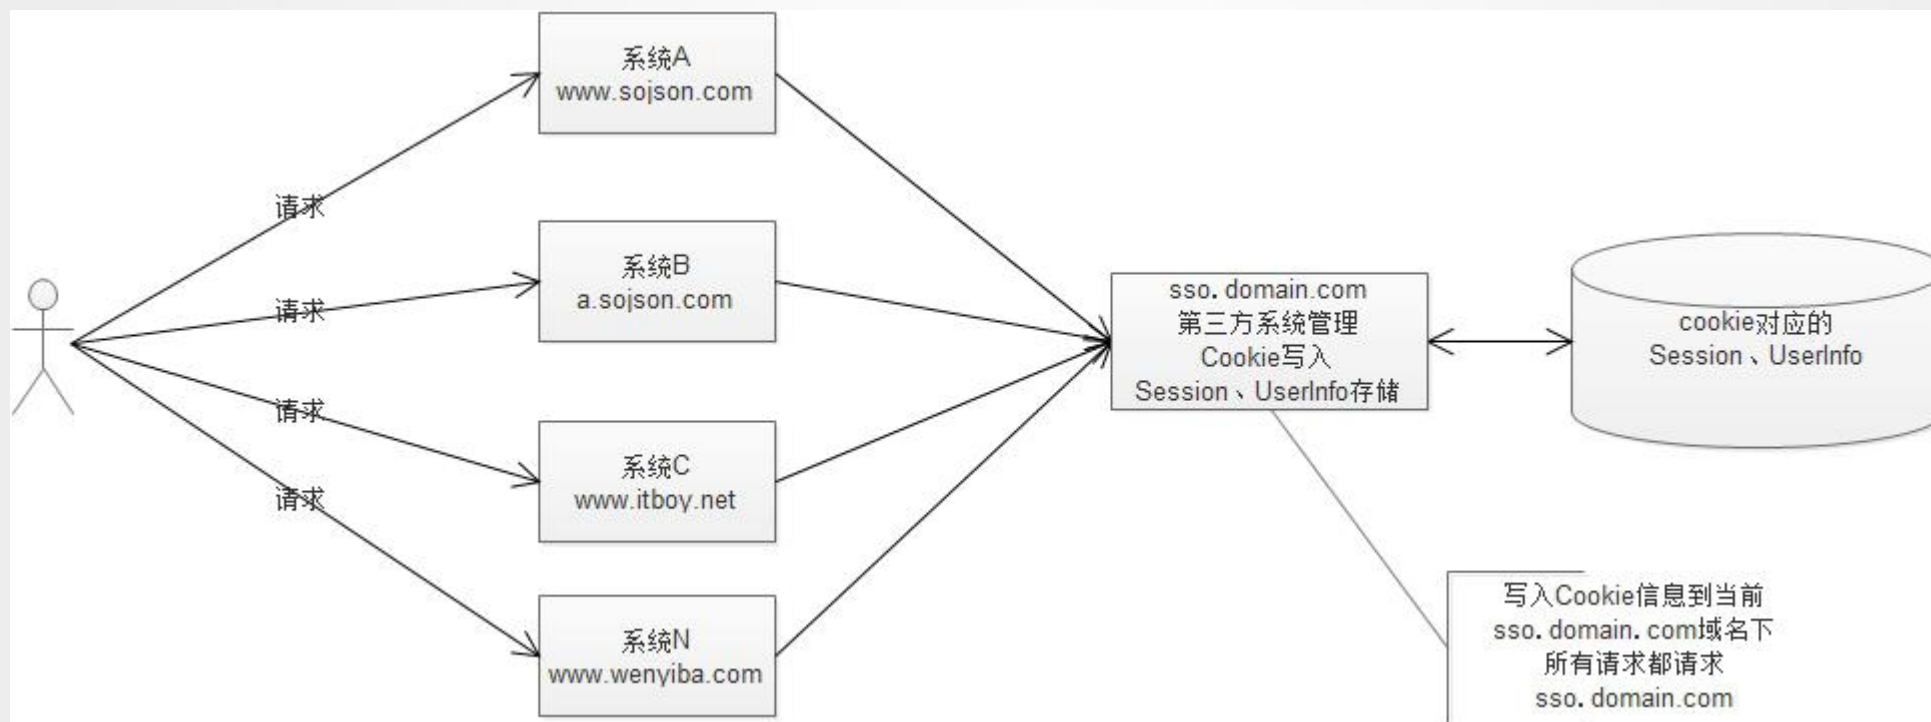 系统A
www.sojson.com
请求
系统B
a.sojson.com
请求
请求
系统C
www.itboy.net
请求
系统N
www.wenyiba.com
sso.domain.com
第三方系统管理
Cookie写入
Session、UserInfo存储
cookie对应的
Session、UserInfo
写入Cookie信息到当前
sso.domain.com域名下
所有请求都请求
sso.domain.com